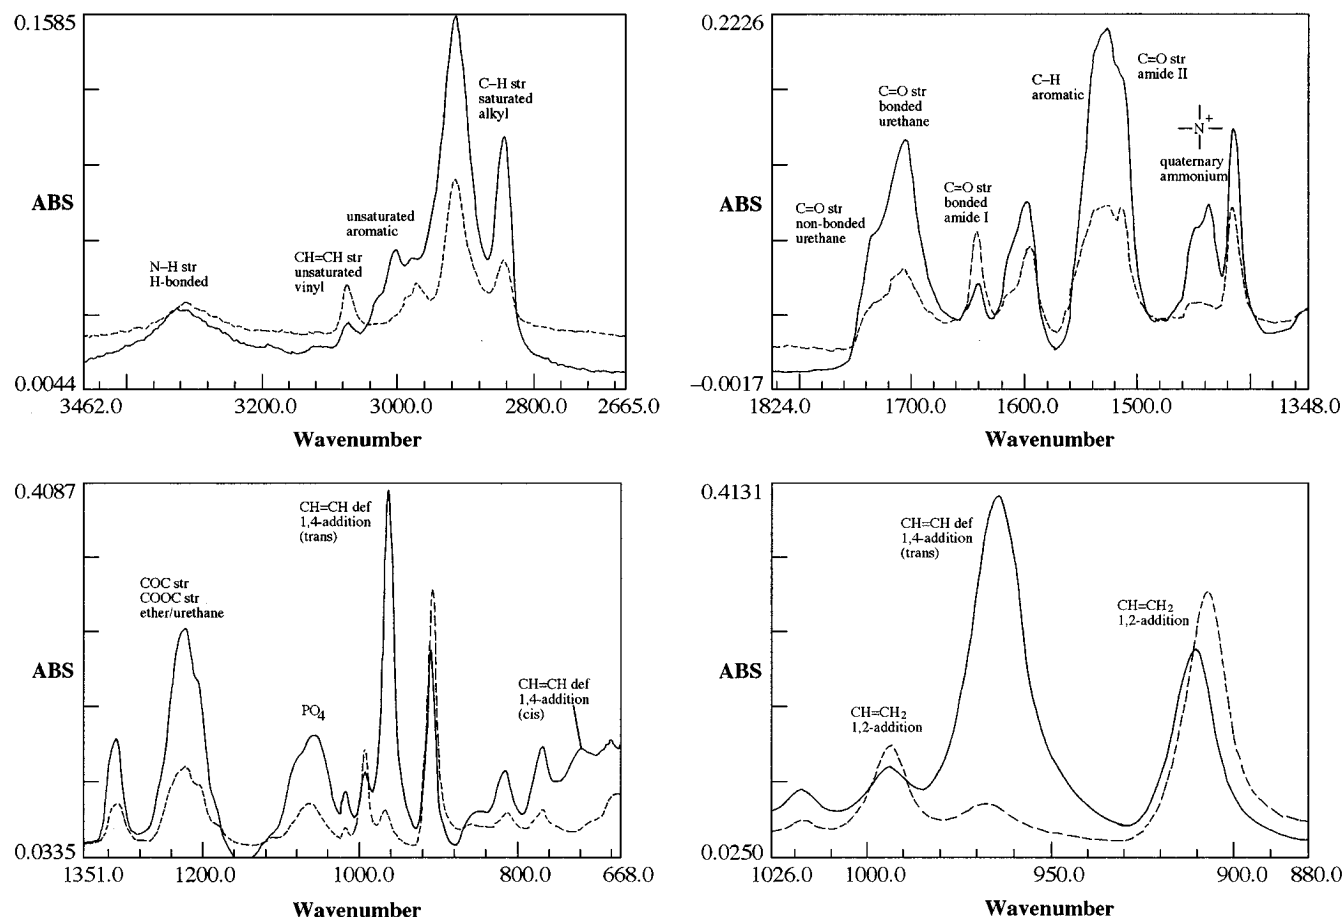 0.1585
ABS
0.0044
N–H str
H-bonded
CH=CH str
unsaturated
vinyl
unsaturated
aromatic
C–H str
saturated
alkyl
3462.0 3200.0 3000.0 2800.0 2665.0
Wavenumber
0.2226
ABS
–0.0017
C=O str
non-bonded
urethane
C=O str
bonded
urethane
C=O str
bonded
amide I
C–H
aromatic
C=O str
amide II
N+
quaternary
ammonium
1824.0 1700.0 1600.0 1500.0 1348.0
Wavenumber
0.4087
ABS
0.0335
COC str
COOC str
ether/urethane
PO4
CH=CH def
1,4-addition
(trans)
CH=CH def
1,4-addition
(cis)
1351.0 1200.0 1000.0 800.0 668.0
Wavenumber
0.4131
ABS
0.0250
CH=CH2
1,2-addition
CH=CH def
1,4-addition
(trans)
CH=CH2
1,2-addition
1026.0 1000.0 950.0 900.0 880.0
Wavenumber